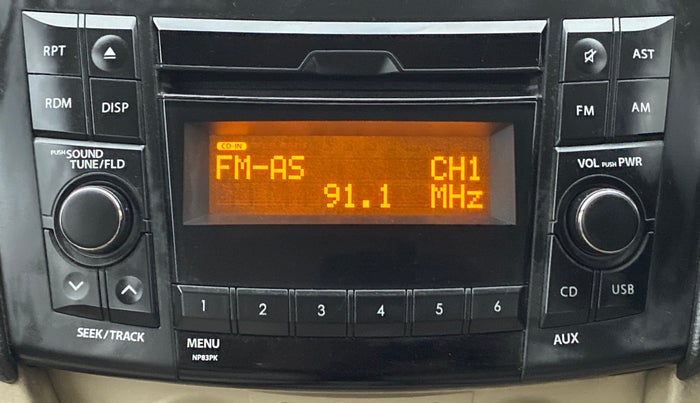 RPT
AST
RDM
DISP
FM
AM
CD-IN
FM-AS CH1
91.1 MHz
PUSH SOUND
TUNE/FLD
VOL PUSH PWR
CD
USB
1 2 3 4 5 6
SEEK/TRACK
MENU
NP83PK
AUX